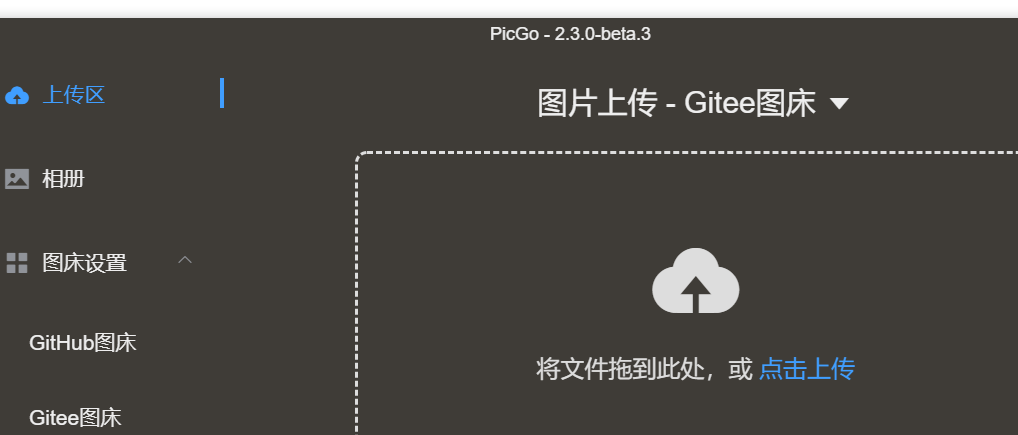 PicGo - 2.3.0-beta.3
上传区
图片上传 - Gitee图床
相册
图床设置
GitHub图床
将文件拖到此处，或 点击上传
Gitee图床